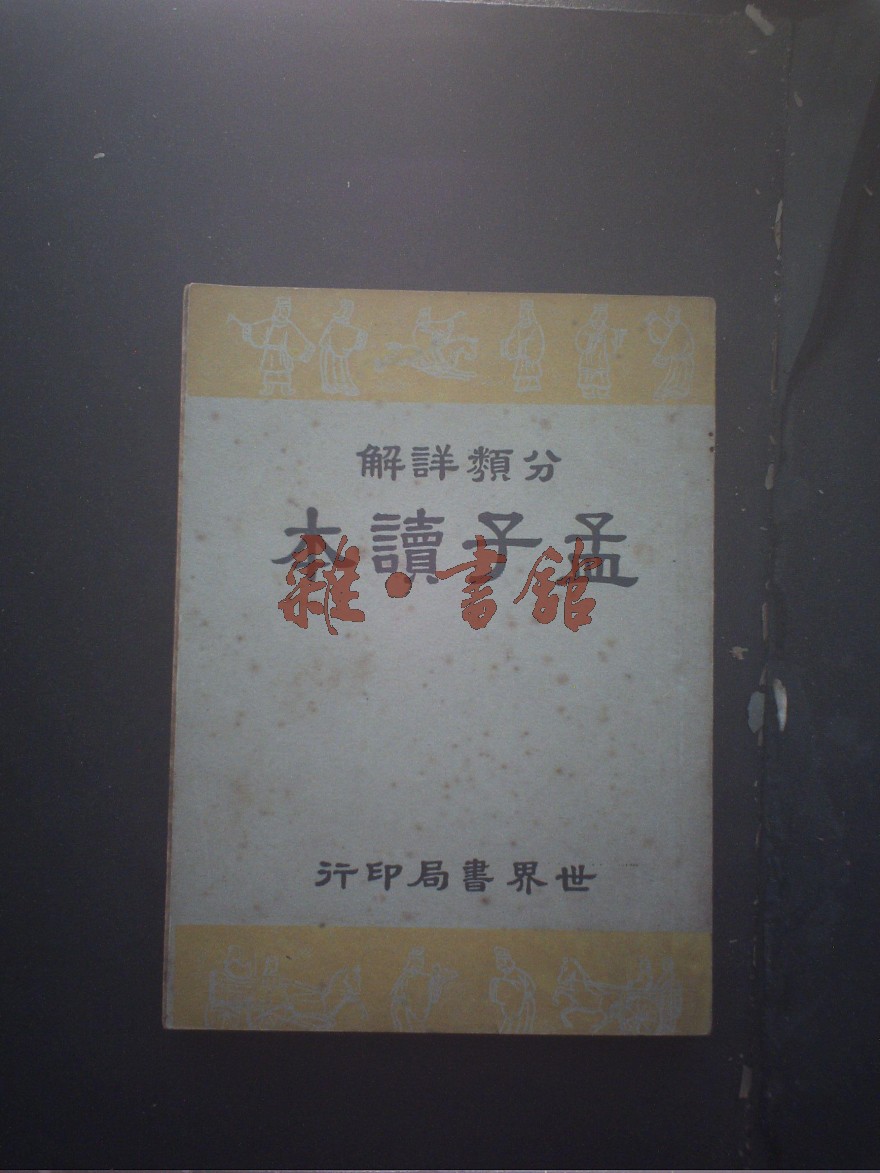 分類詳解
孟子讀本
雜·書館
世界書局印行